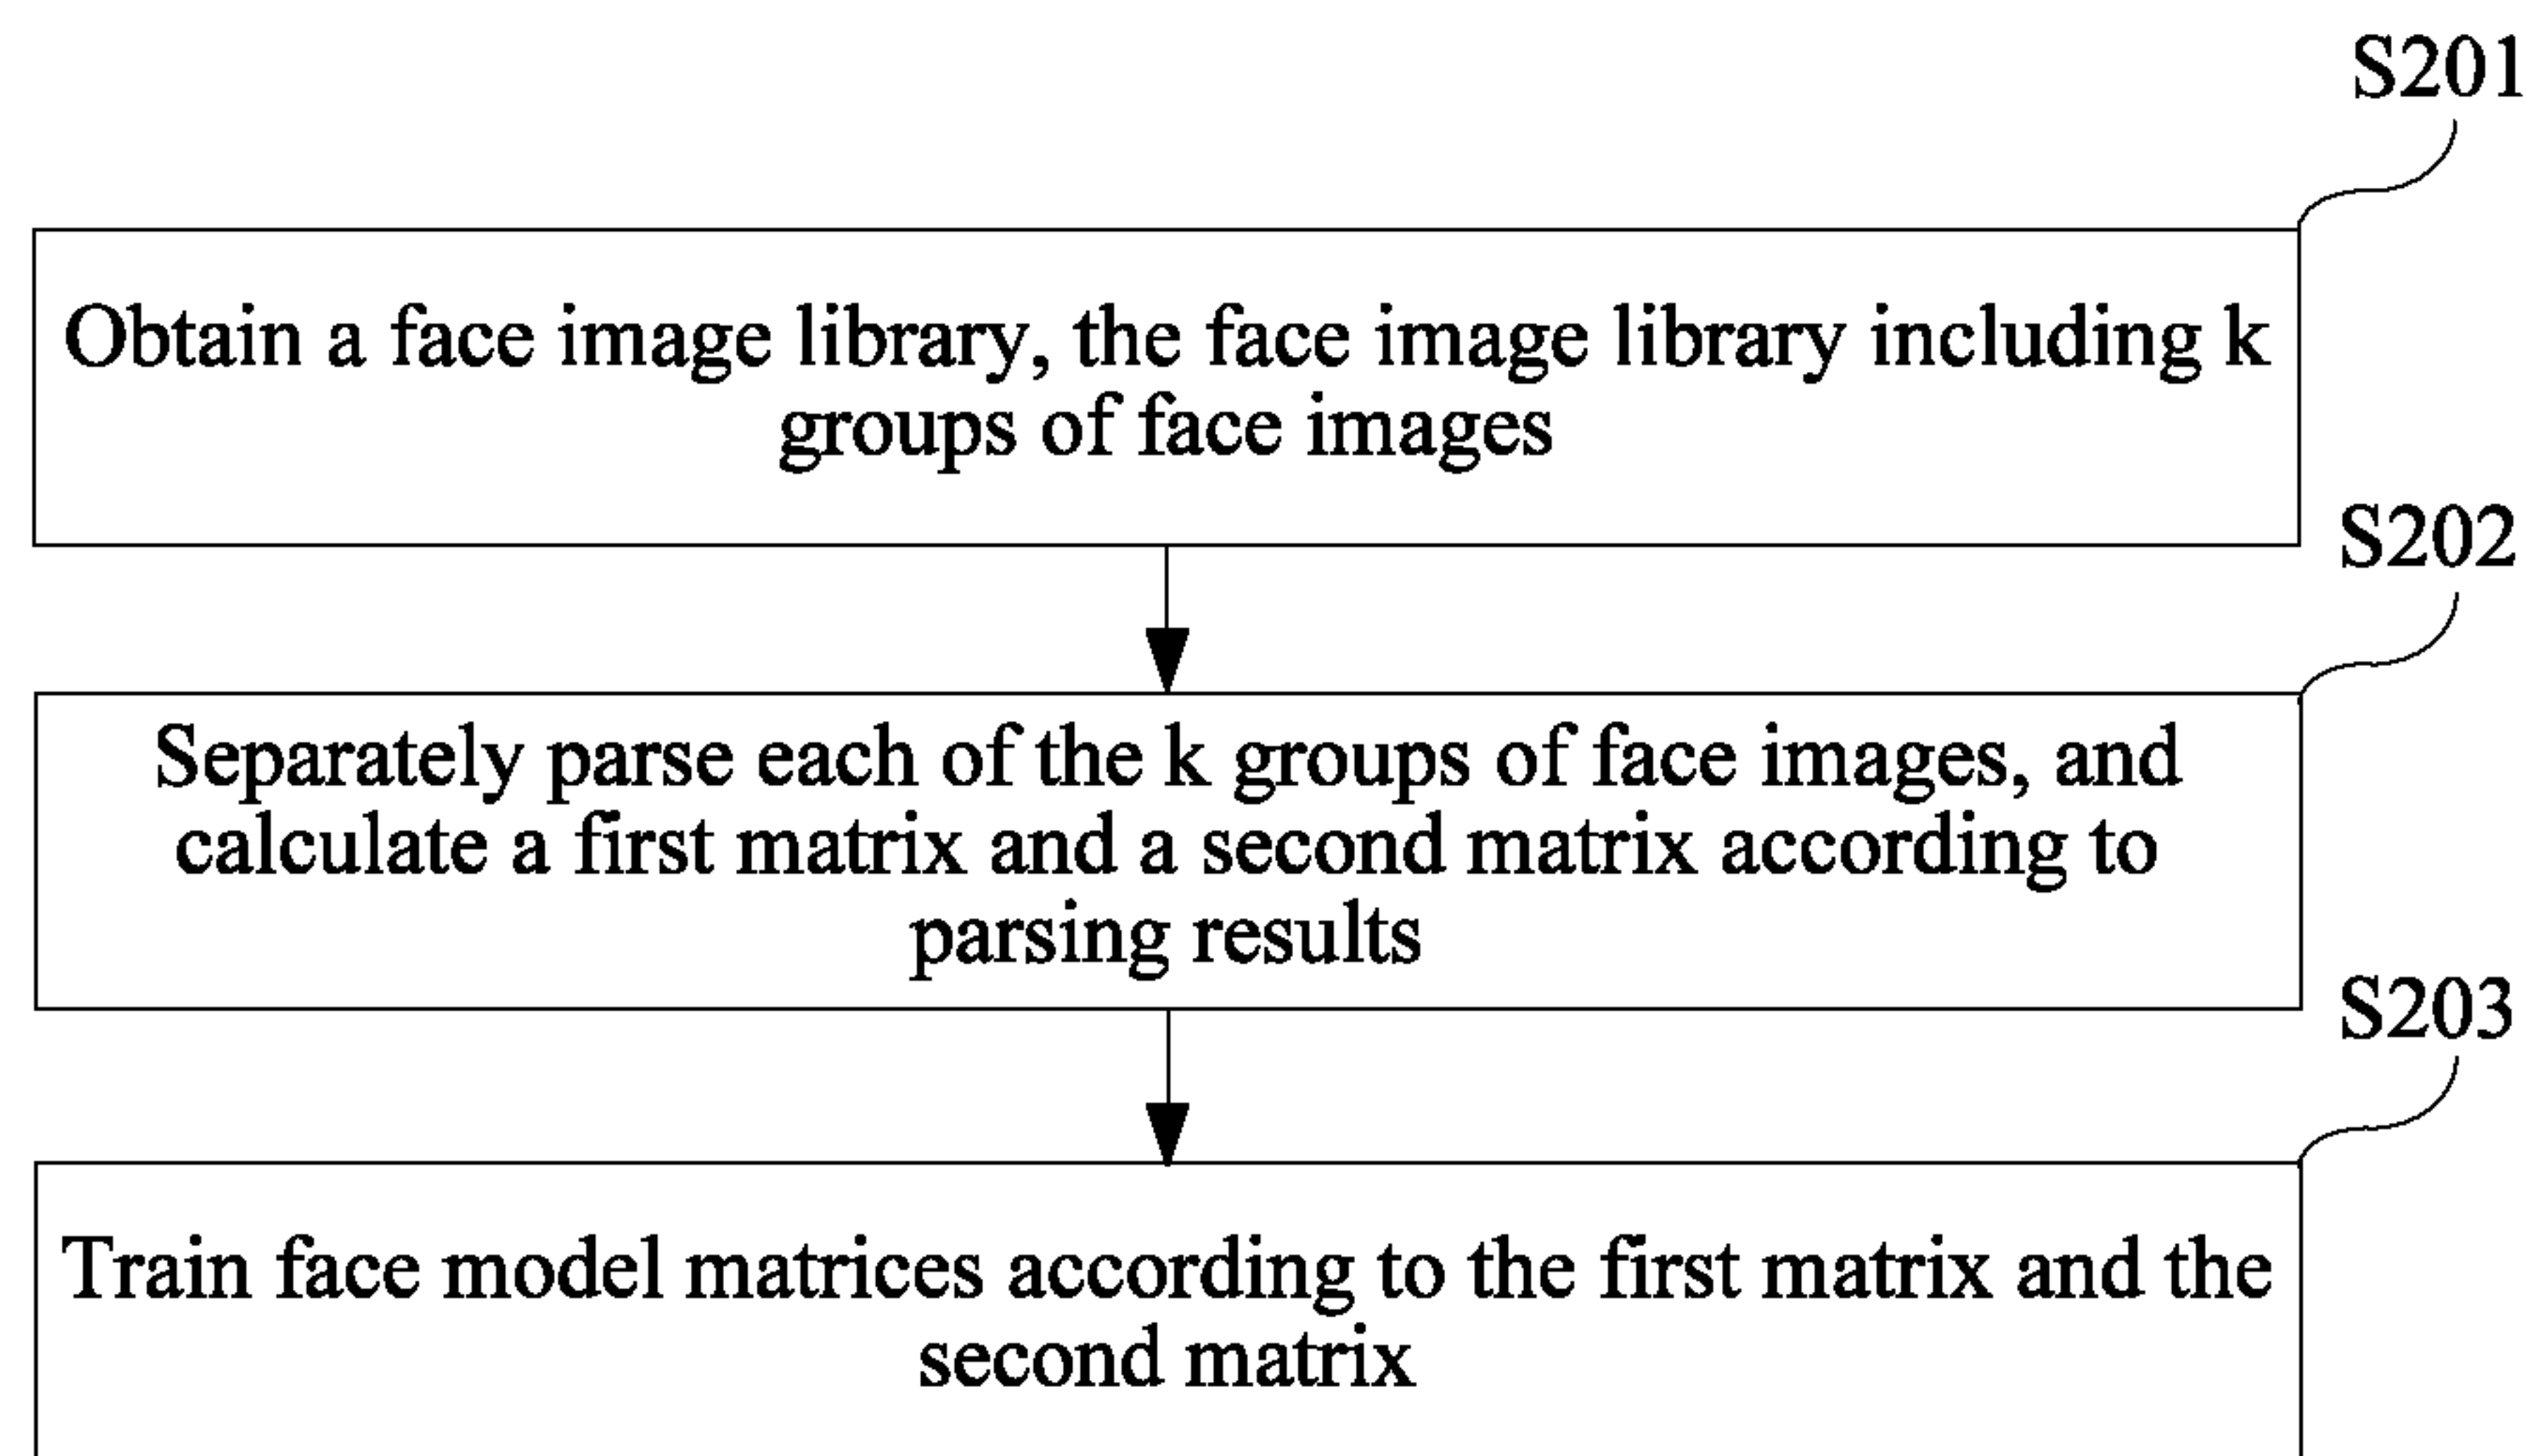 S201
Obtain a face image library, the face image library including k
groups of face images
S202
Separately parse each of the k groups of face images, and
calculate a first matrix and a second matrix according to
parsing results
S203
Train face model matrices according to the first matrix and the
second matrix